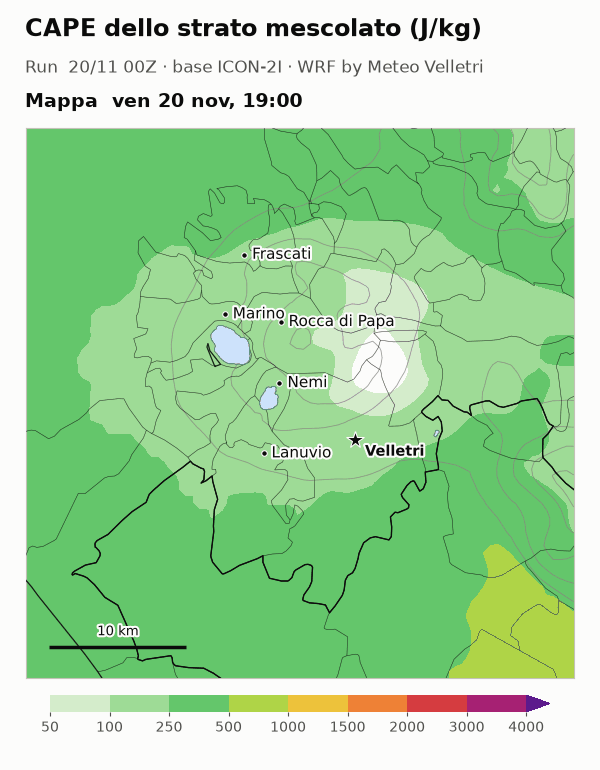 CAPE dello strato mescolato (J/kg)
Run  20/11 00Z · base ICON-2I · WRF by Meteo Velletri
Mappa  ven 20 nov, 19:00
Frascati
Marino
Rocca di Papa
Nemi
Velletri
Lanuvio
10 km
50 100 250 500 1000 1500 2000 3000 4000